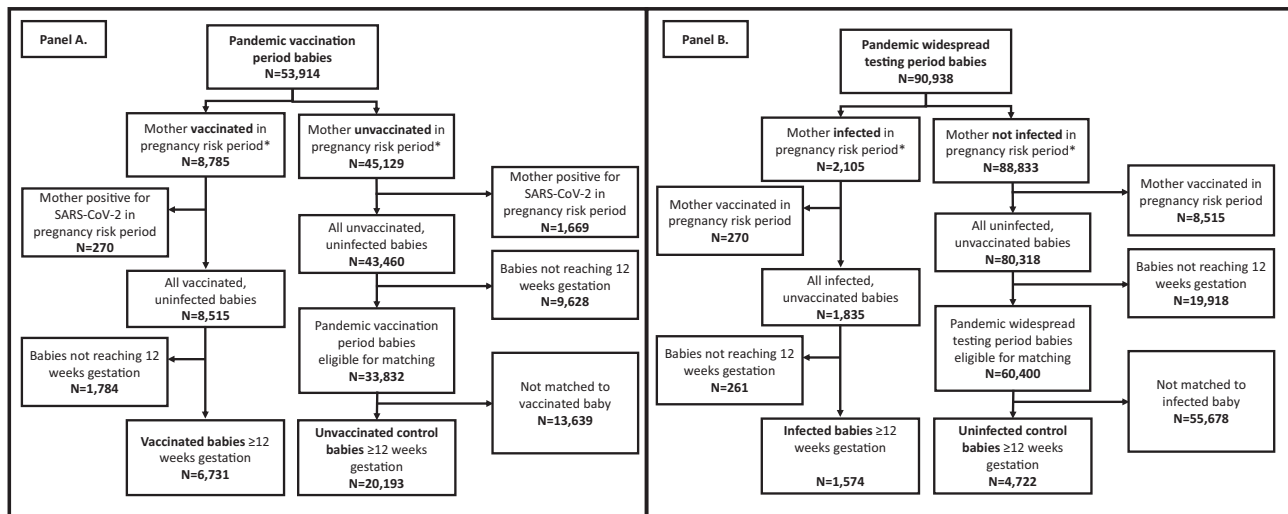 Panel A.
Pandemic vaccination
period babies
N=53,914
Mother vaccinated in
pregnancy risk period*
N=8,785
Mother unvaccinated in
pregnancy risk period*
N=45,129
Mother positive for
SARS-CoV-2 in
pregnancy risk period
N=270
Mother positive for
SARS-CoV-2 in
pregnancy risk period
N=1,669
All unvaccinated,
uninfected babies
N=43,460
All vaccinated,
uninfected babies
N=8,515
Babies not reaching 12
weeks gestation
N=9,628
Pandemic vaccination
period babies
eligible for matching
N=33,832
Babies not reaching 12
weeks gestation
N=1,784
Not matched to
vaccinated baby
N=13,639
Vaccinated babies ≥12
weeks gestation
N=6,731
Unvaccinated control
babies ≥12 weeks
gestation
N=20,193
Panel B.
Pandemic widespread
testing period babies
N=90,938
Mother infected in
pregnancy risk period*
N=2,105
Mother not infected in
pregnancy risk period*
N=88,833
Mother vaccinated in
pregnancy risk period
N=270
Mother vaccinated in
pregnancy risk period
N=8,515
All uninfected,
unvaccinated babies
N=80,318
All infected,
unvaccinated babies
N=1,835
Babies not reaching 12
weeks gestation
N=19,918
Pandemic widespread
testing period babies
eligible for matching
N=60,400
Babies not reaching 12
weeks gestation
N=261
Not matched to
infected baby
N=55,678
Infected babies ≥12
weeks gestation
N=1,574
Uninfected control
babies ≥12 weeks
gestation
N=4,722